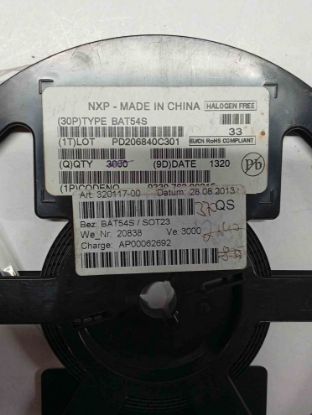 NXP - MADE IN CHINA HALOGEN FREE
(30P)TYPE BAT54S
33
(1T)LOT PD206840C301 EU/CN RoHS COMPLIANT
(Q)QTY 3000 (9D)DATE 1320
Pb
(1P)CODENO
Art: 320117-00 Datum: 28.06.2013
QS
Bez: BAT54S / SOT23
We_Nr: 20838 Ve: 3000
Charge: AP00062692